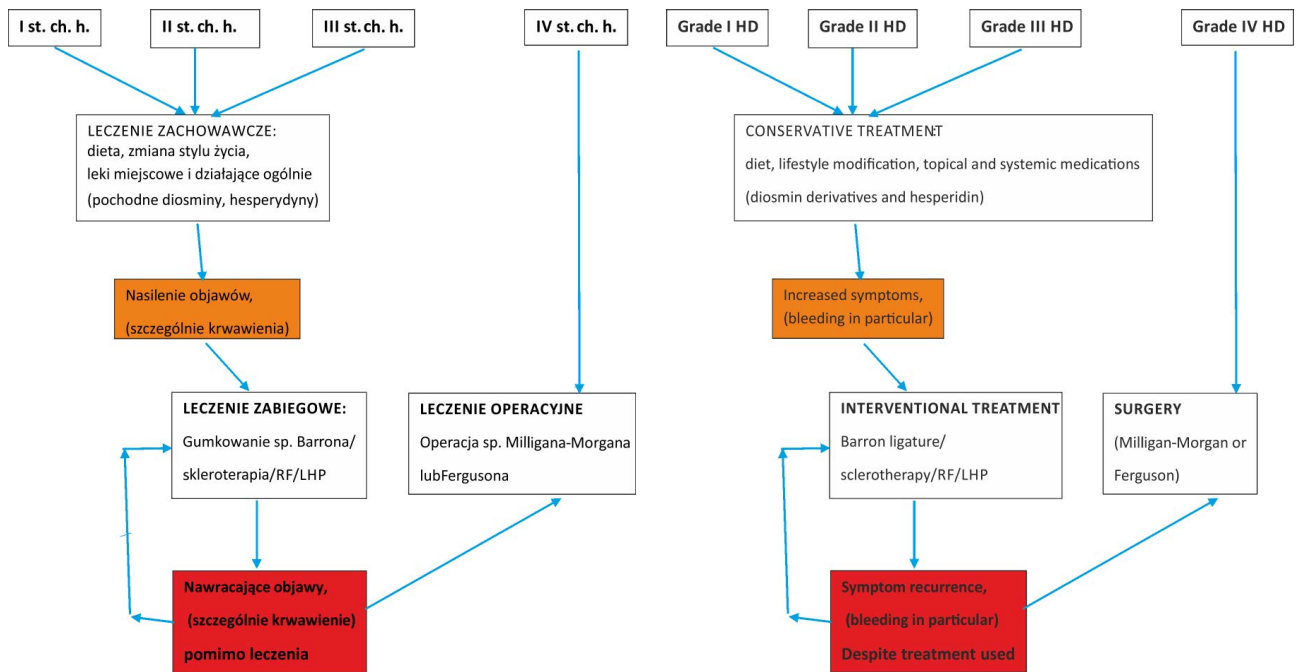 I st. ch. h.
II st. ch. h.
III st. ch. h.
IV st. ch. h.
LECZENIE ZACHOWAWCZE:
dieta, zmiana stylu życia,
leki miejscowe i działające ogólnie
(pochodne diosminy, hesperydyny)
Nasilenie objawów,
(szczególnie krwawienia)
LECZENIE ZABIEGOWE:
Gumkowanie sp. Barrona/
skleroterapia/RF/LHP
LECZENIE OPERACYJNE
Operacja sp. Milligana-Morgana
lubFergusona
Nawracające objawy,
(szczególnie krwawienie)
pomimo leczenia
Grade I HD
Grade II HD
Grade III HD
Grade IV HD
CONSERVATIVE TREATMENT:
diet, lifestyle modification, topical and systemic medications
(diosmin derivatives and hesperidin)
Increased symptoms,
(bleeding in particular)
INTERVENTIONAL TREATMENT
Barron ligature/
sclerotherapy/RF/LHP
SURGERY
(Milligan-Morgan or
Ferguson)
Symptom recurrence,
(bleeding in particular)
Despite treatment used